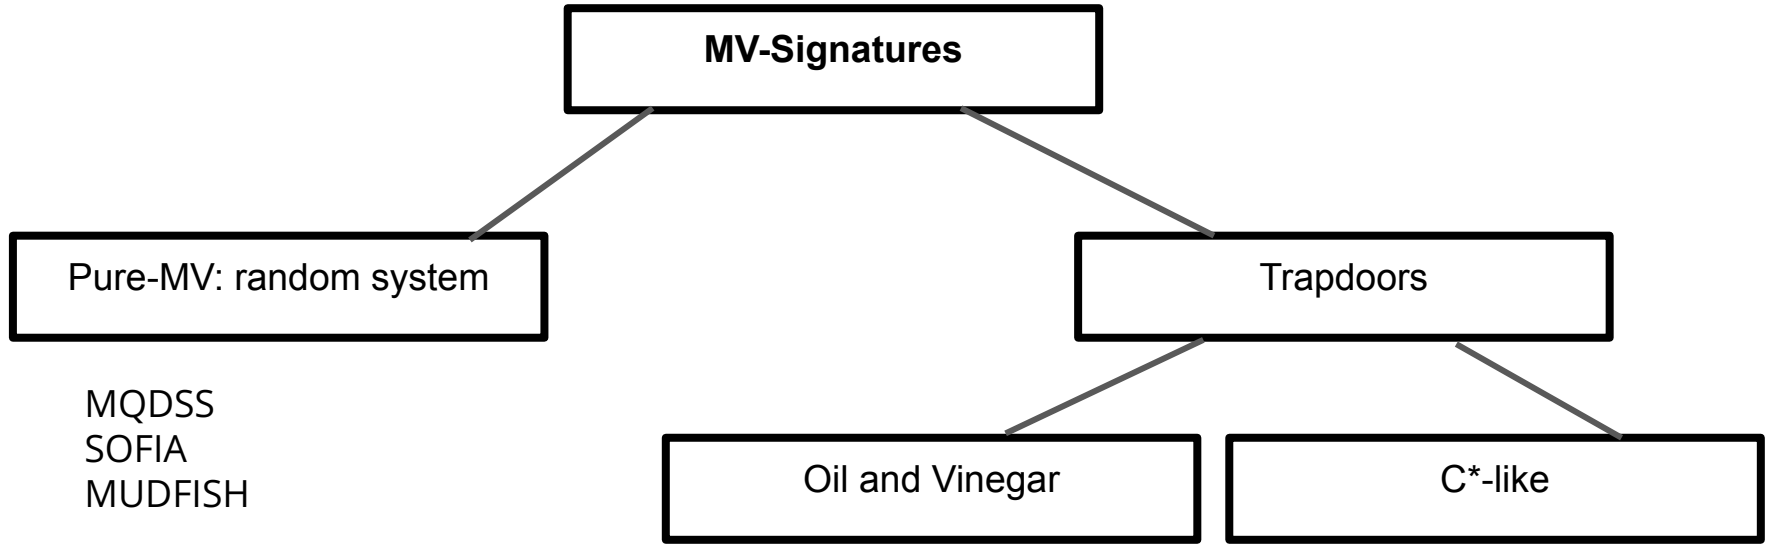 MV-Signatures
Pure-MV: random system
Trapdoors
MQDSS
SOFIA
MUDFISH
Oil and Vinegar
C*-like